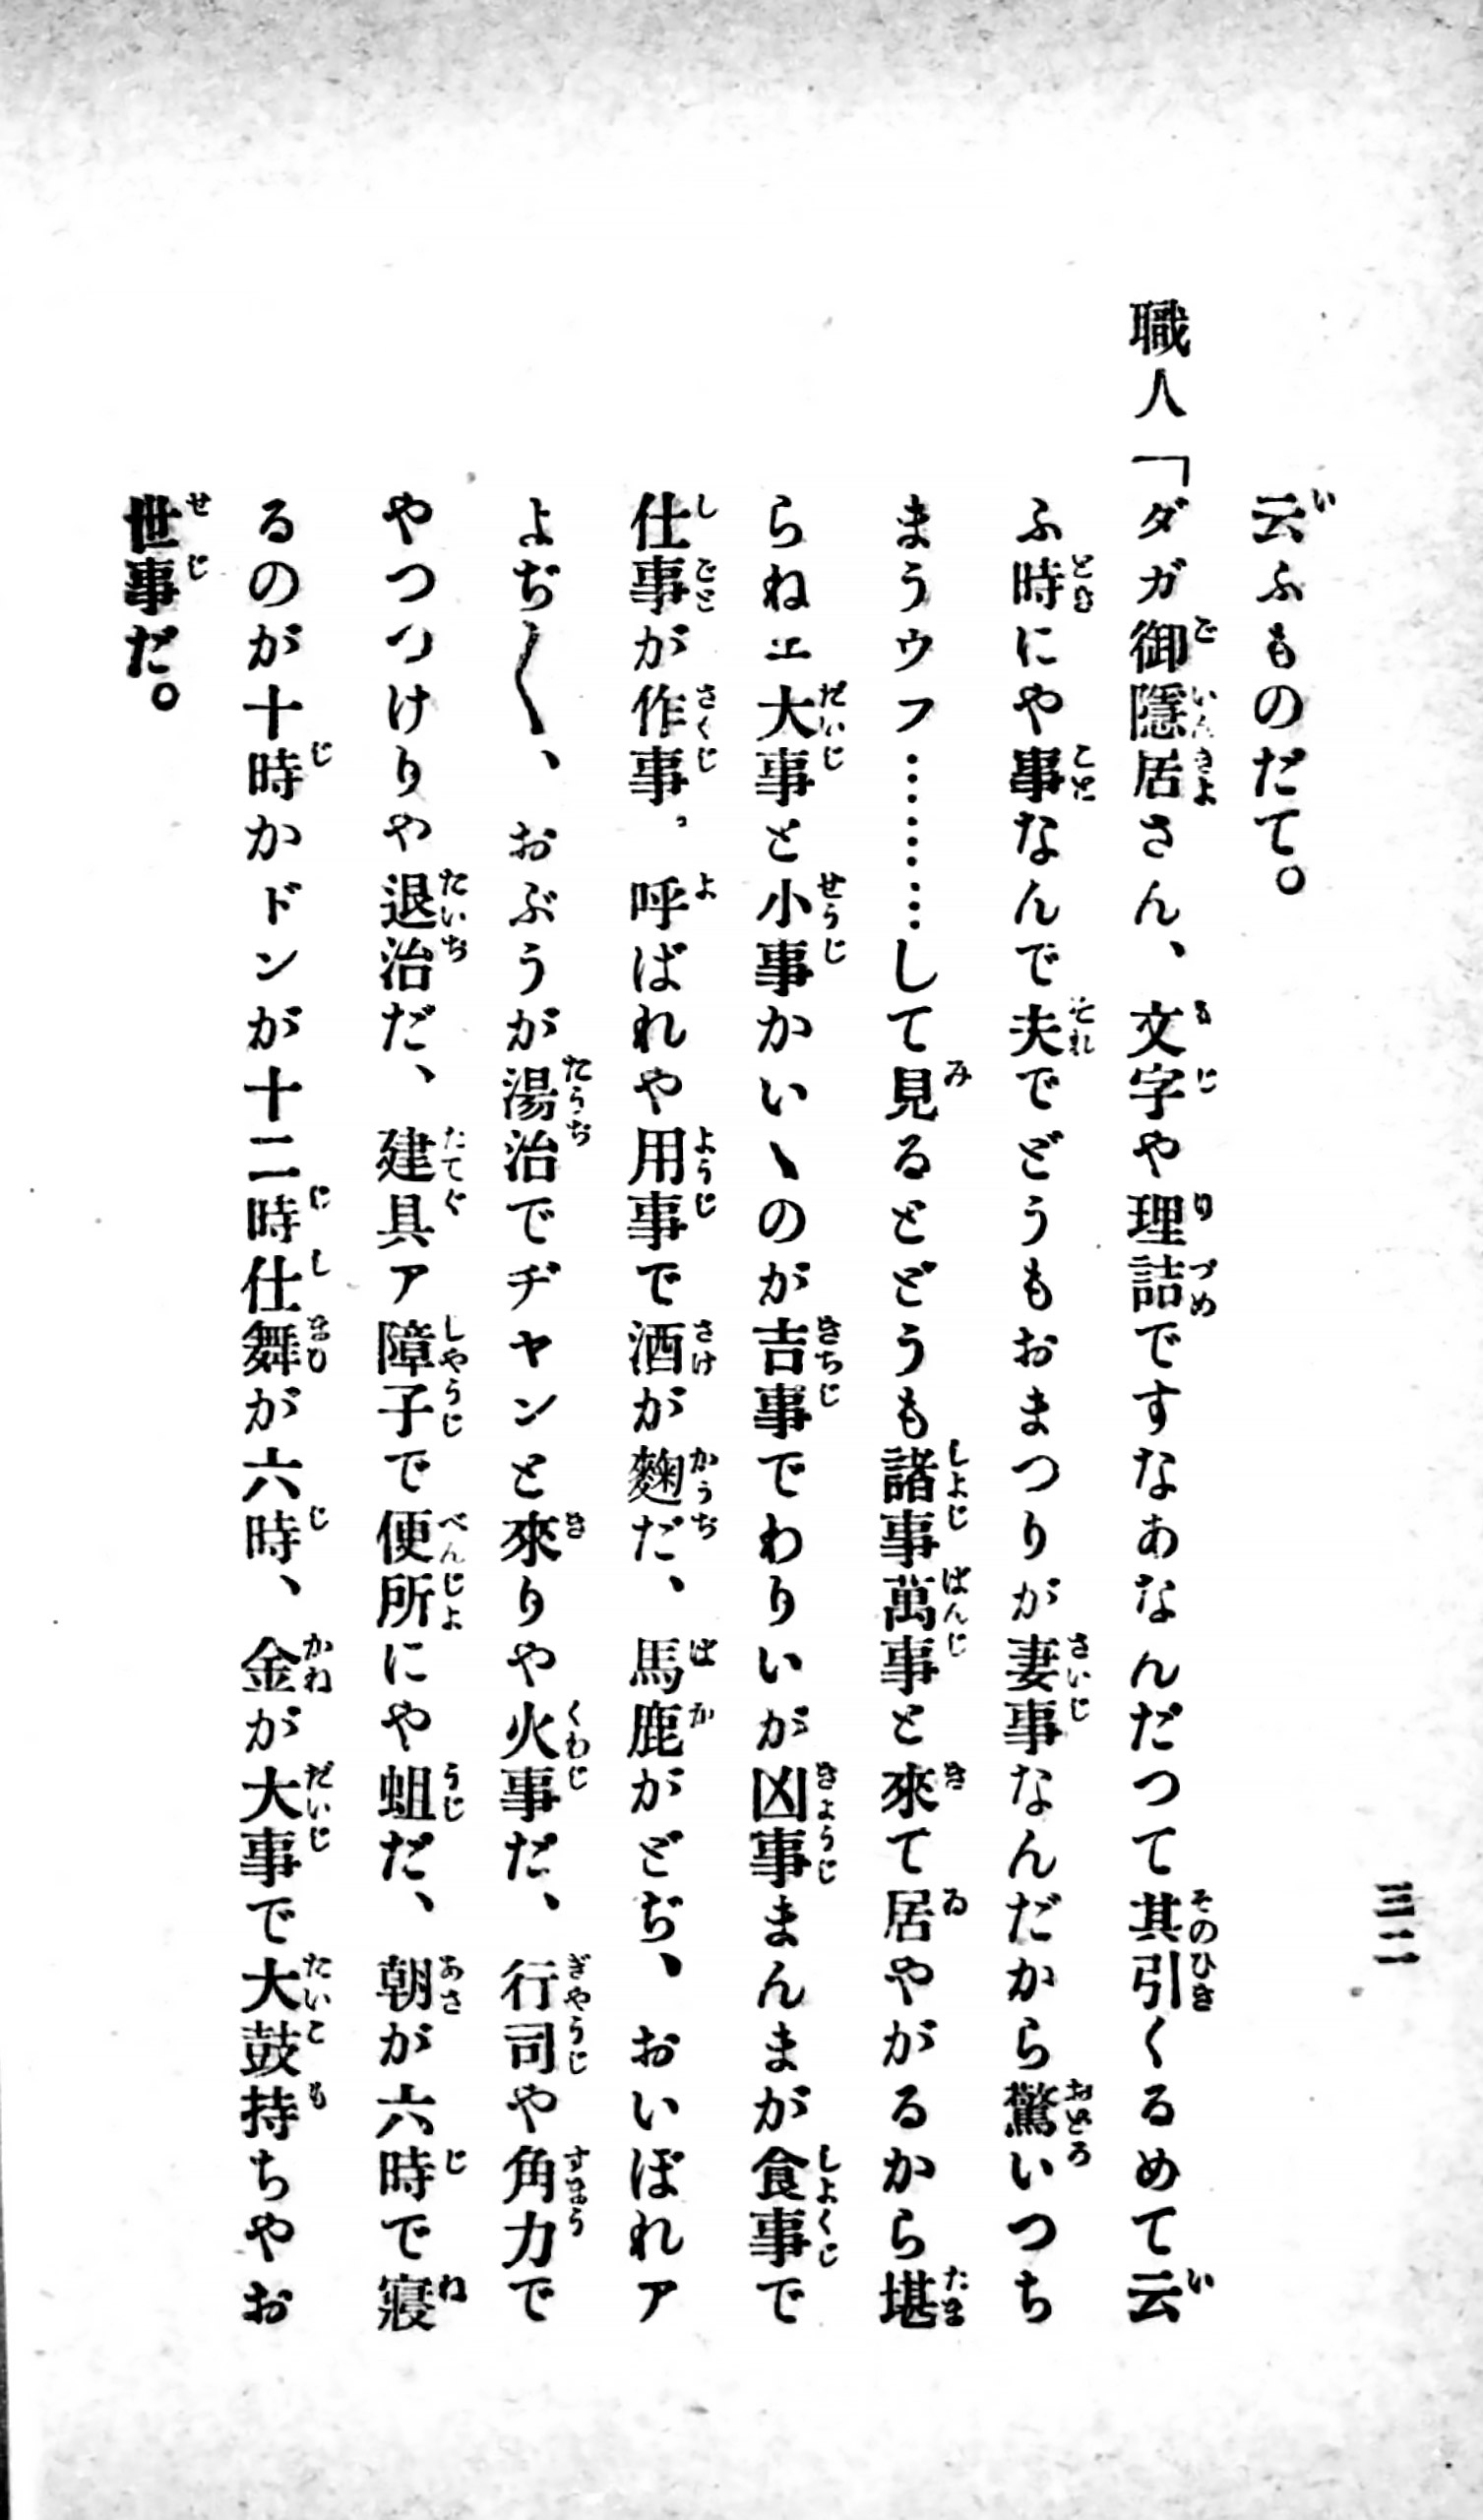 三二
云ふものだて。
職人「ダガ御隱居さん、文字や理詰ですなあなんだつて其引くるめて云
ふ時にや事なんで夫でどうもおまつりが妻事なんだから驚いつち
まうウフ………して見るとどうも諸事萬事と來て居やがるから堪
らねエ大事と小事かいゝのが吉事でわりいが凶事まんまが食事で
仕事が作事、呼ばれや用事で酒が麴だ、馬鹿がどぢ、おいぼれア
よぢ〱、おぶうが湯治でヂヤンと來りや火事だ、行司や角力で
やつつけりや退治だ、建具ア障子で便所にや蛆だ、朝が六時で寢
るのが十時かドンが十二時仕舞が六時、金が大事で大鼓持ちやお
世事だ。